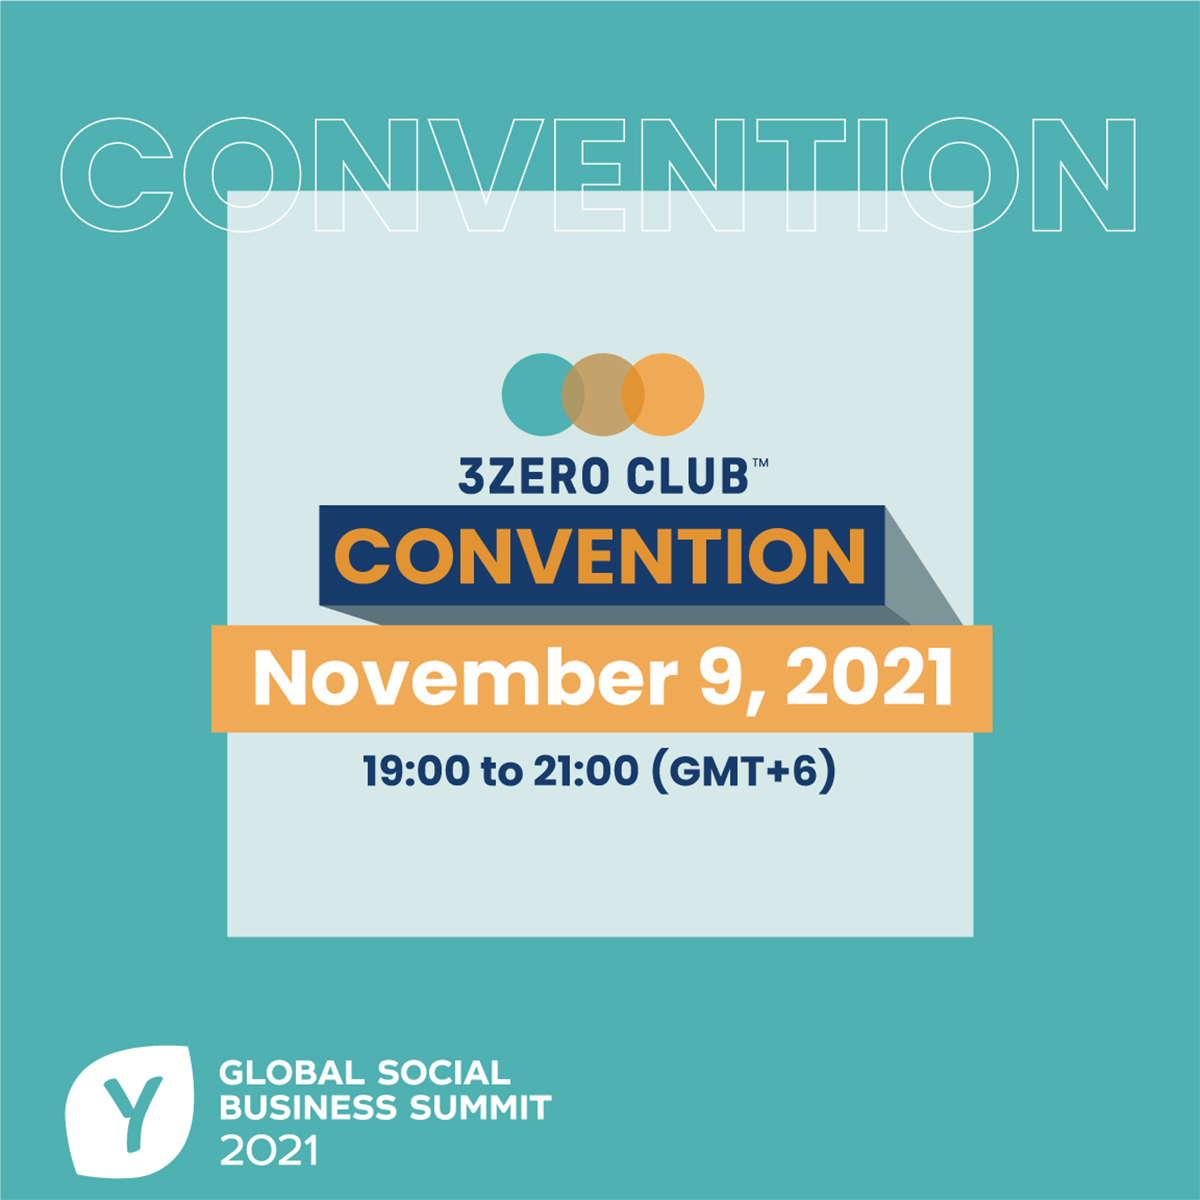 CONVENTION
3ZERO CLUB™
CONVENTION
November 9, 2021
19:00 to 21:00 (GMT+6)
Y
GLOBAL SOCIAL
BUSINESS SUMMIT
2021